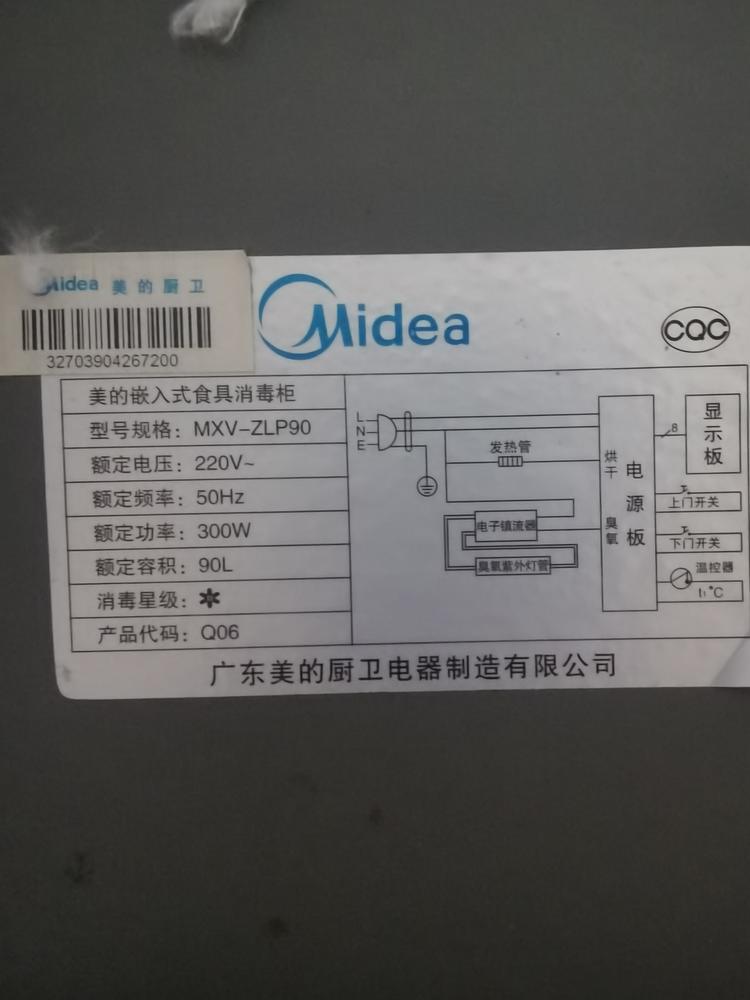 Midea 美的厨卫
32703904267200
Midea
CQC
美的嵌入式食具消毒柜
型号规格：MXV-ZLP90
额定电压：220V~
额定频率：50Hz
额定功率：300W
额定容积：90L
消毒星级：*
产品代码：Q06
L
N
E
发热管
电子镇流器
臭氧紫外灯管
烘干
臭氧
电源板
8
显示板
上门开关
下门开关
温控器
t₁°C
广东美的厨卫电器制造有限公司